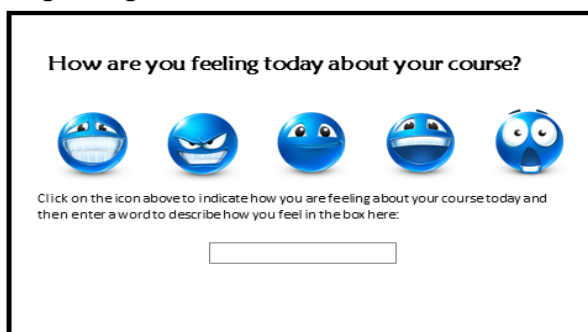 How are you feeling today about your course?
Click on the icon above to indicate how you are feeling about your course today and
then enter a word to describe how you feel in the box here: